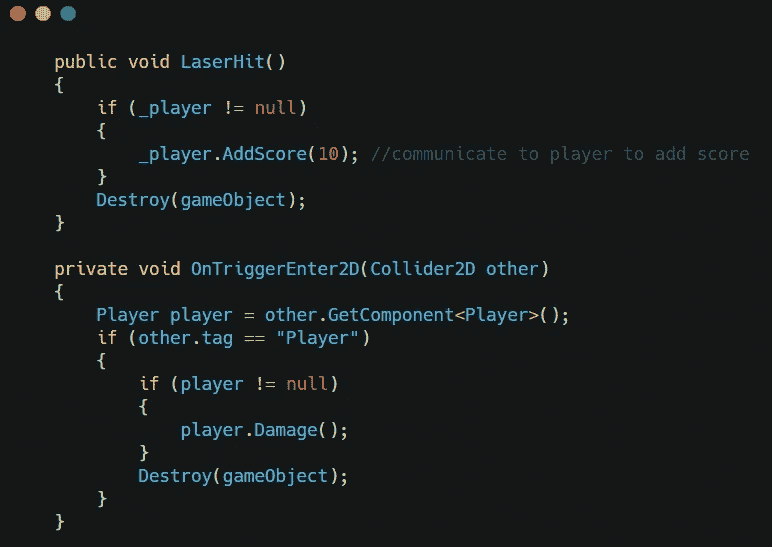 public void LaserHit()
{
    if (_player != null)
    {
        _player.AddScore(10); //communicate to player to add score
    }
    Destroy(gameObject);
}

private void OnTriggerEnter2D(Collider2D other)
{
    Player player = other.GetComponent<Player>();
    if (other.tag == "Player")
    {
        if (player != null)
        {
            player.Damage();
        }
        Destroy(gameObject);
    }
}